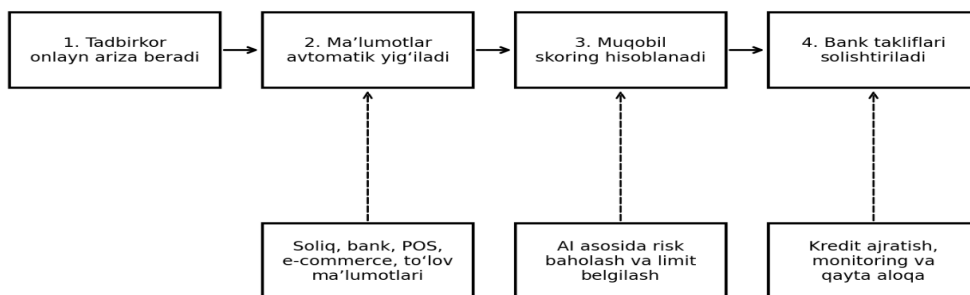 1. Tadbirkor
onlayn ariza beradi
2. Ma’lumotlar
avtomatik yig‘iladi
3. Muqobil
skoring hisoblanadi
4. Bank takliflari
solishtiriladi
Soliq, bank, POS,
e-commerce, to‘lov
ma’lumotlari
AI asosida risk
baholash va limit
belgilash
Kredit ajratish,
monitoring va
qayta aloqa